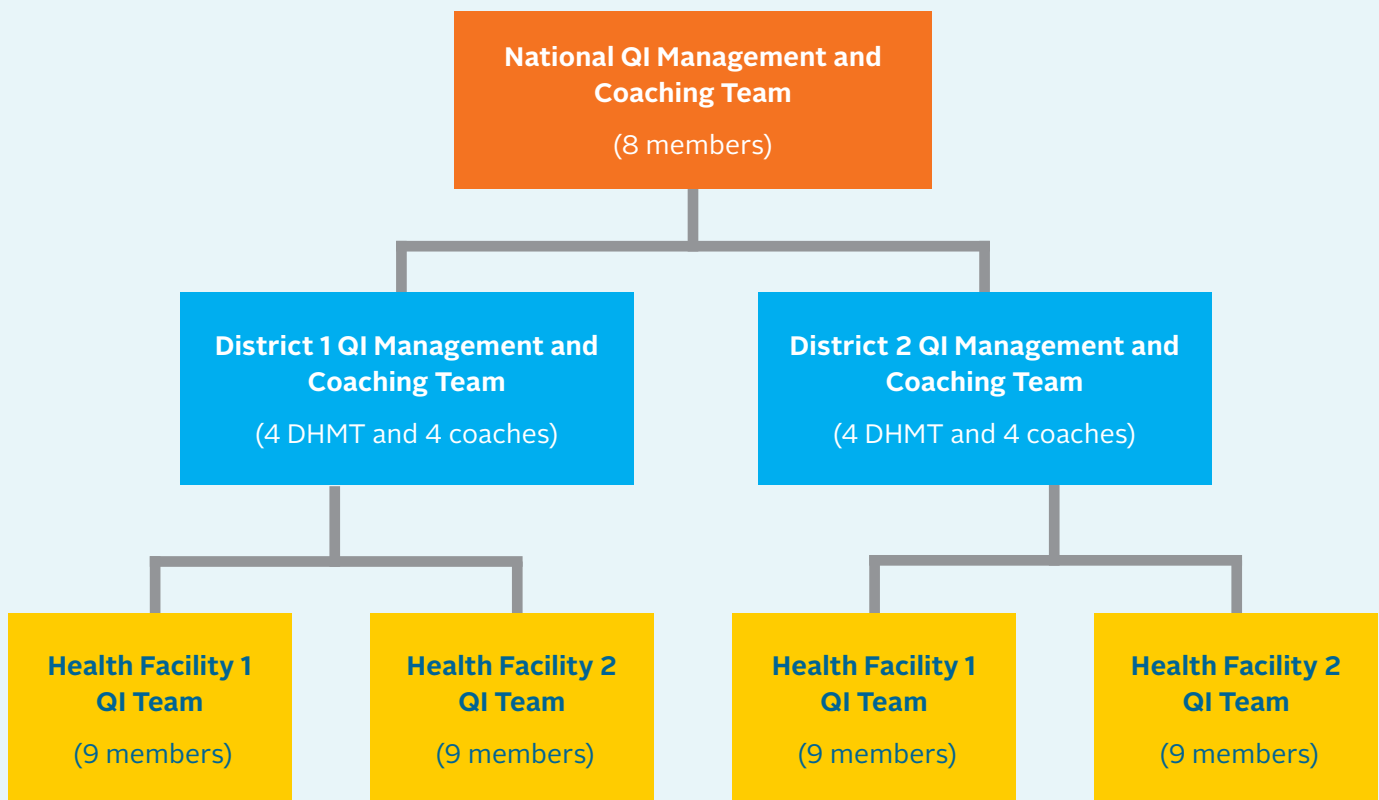 National QI Management and
Coaching Team
(8 members)
District 1 QI Management and
Coaching Team
(4 DHMT and 4 coaches)
District 2 QI Management and
Coaching Team
(4 DHMT and 4 coaches)
Health Facility 1
QI Team
(9 members)
Health Facility 2
QI Team
(9 members)
Health Facility 1
QI Team
(9 members)
Health Facility 2
QI Team
(9 members)